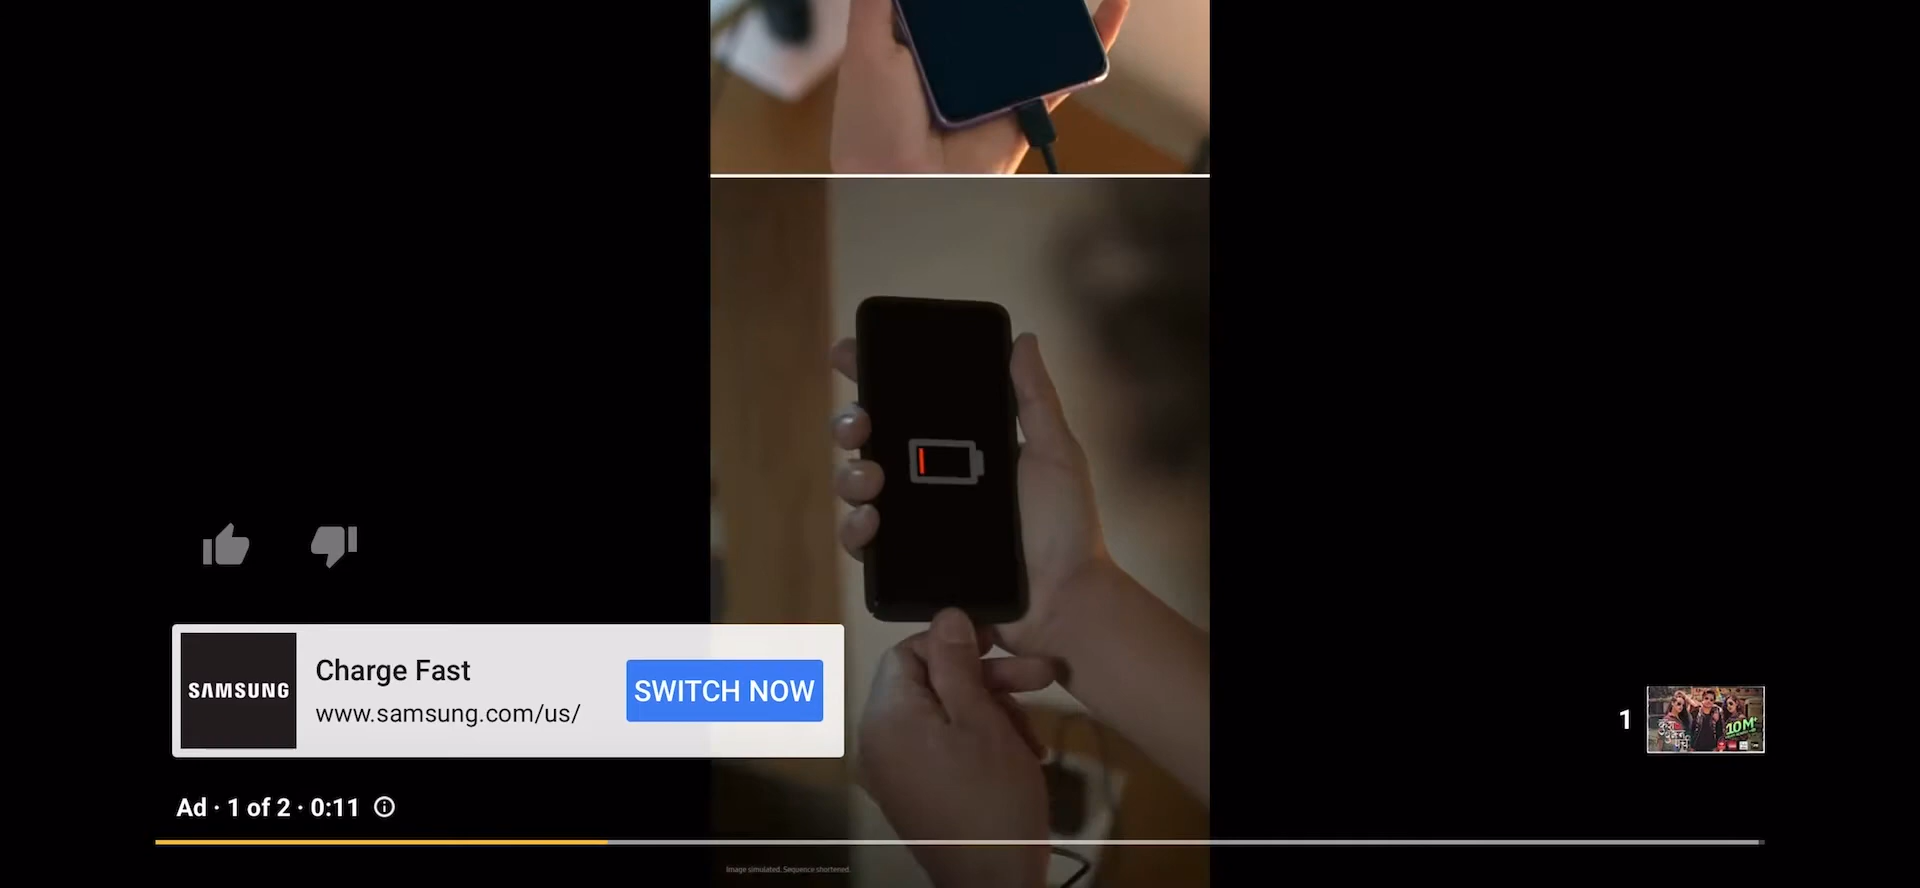 SAMSUNG
Charge Fast
www.samsung.com/us/
SWITCH NOW
1
10M+
Ad · 1 of 2 · 0:11
Image simulated. Sequence shortened.